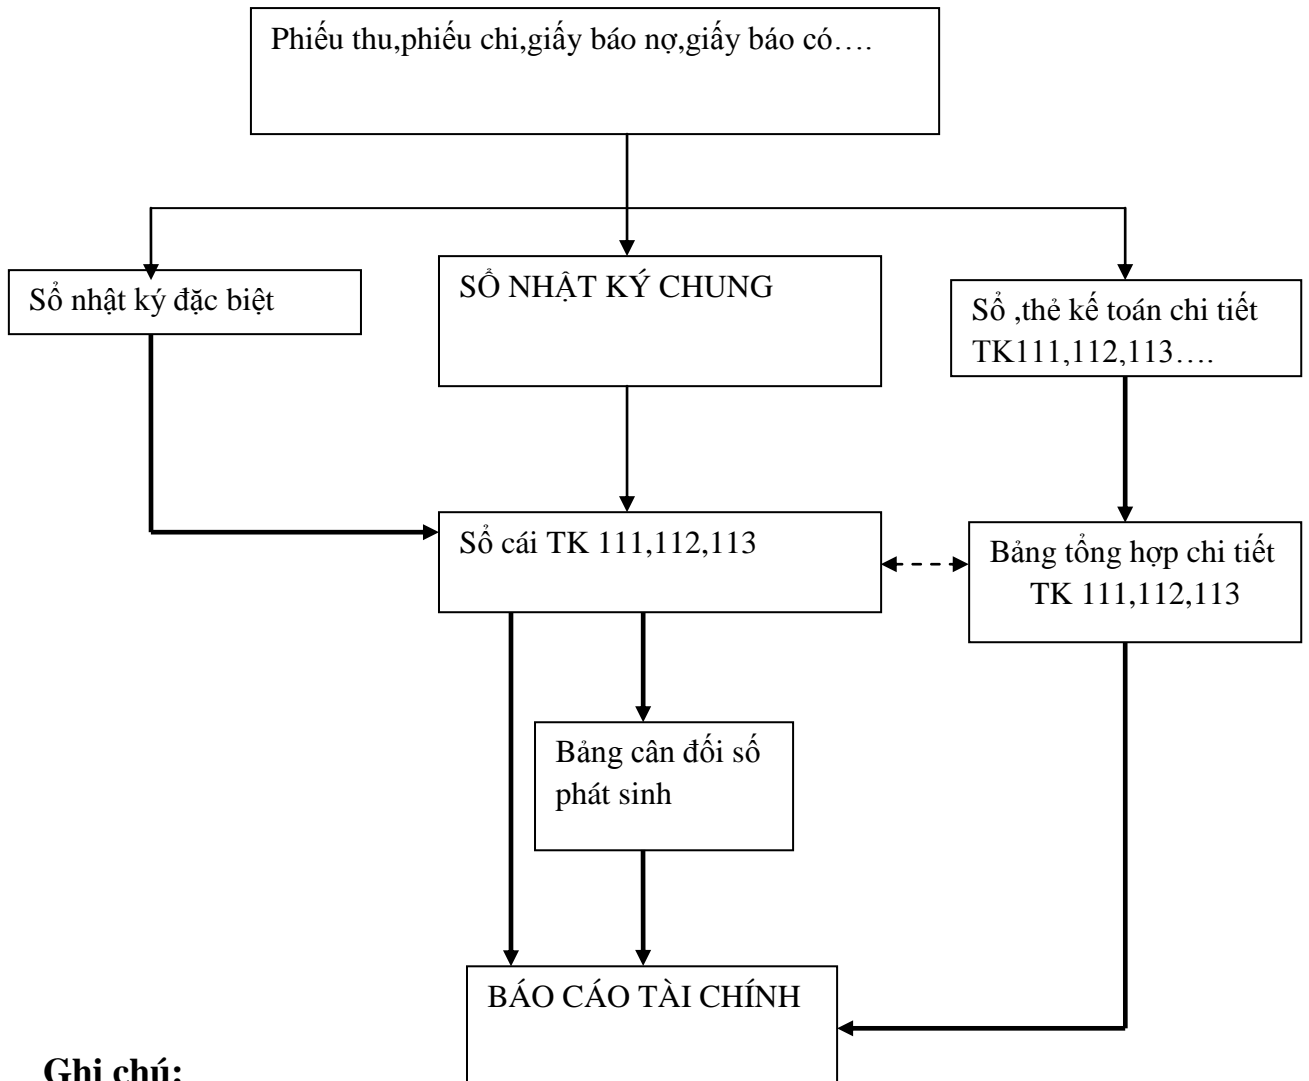 Phiếu thu,phiếu chi,giấy báo nợ,giấy báo có….
Sổ nhật ký đặc biệt
SỔ NHẬT KÝ CHUNG
Sổ ,thẻ kế toán chi tiết
TK111,112,113….
Sổ cái TK 111,112,113
Bảng tổng hợp chi tiết
TK 111,112,113
Bảng cân đối số
phát sinh
BÁO CÁO TÀI CHÍNH
Ghi chú: